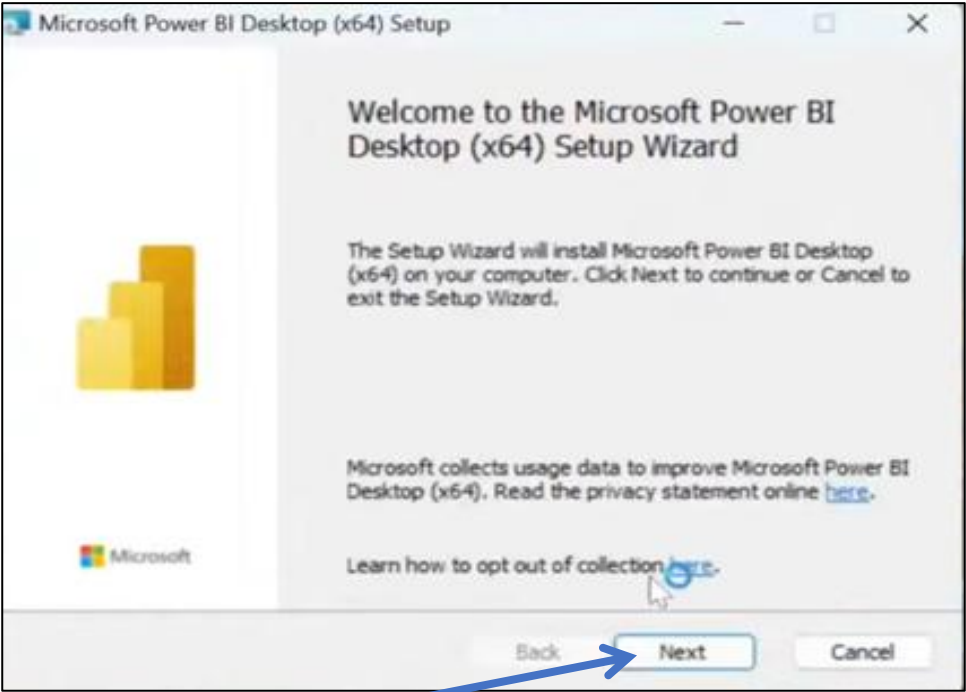 Microsoft Power BI Desktop (x64) Setup
Welcome to the Microsoft Power BI
Desktop (x64) Setup Wizard
The Setup Wizard will install Microsoft Power BI Desktop
(x64) on your computer. Click Next to continue or Cancel to
exit the Setup Wizard.
Microsoft collects usage data to improve Microsoft Power BI
Desktop (x64). Read the privacy statement online here.
Microsoft
Learn how to opt out of collection here.
Back Next Cancel